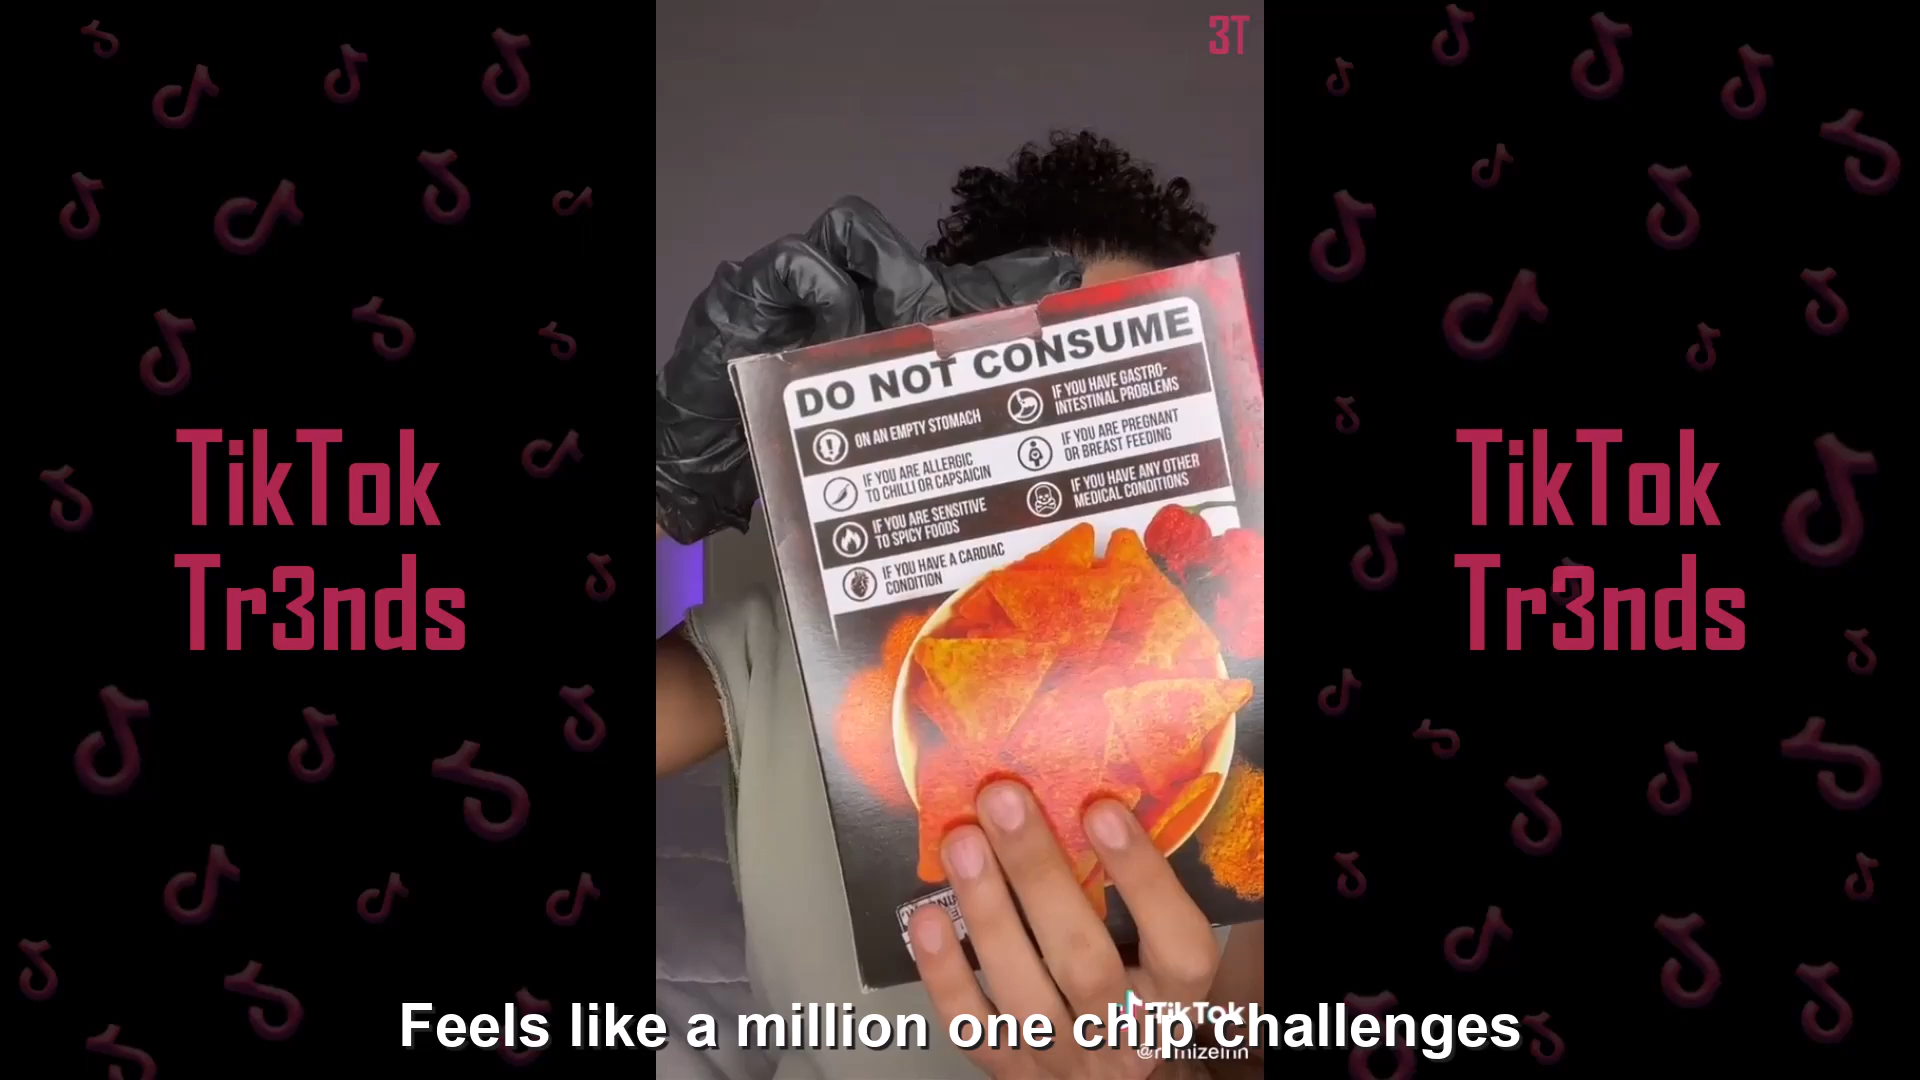 3T
TikTok
Tr3nds
DO NOT CONSUME
ON AN EMPTY STOMACH
IF YOU ARE ALLERGIC
TO CHILLI OR CAPSAICIN
IF YOU ARE SENSITIVE
TO SPICY FOODS
IF YOU HAVE A CARDIAC
CONDITION
IF YOU HAVE GASTRO-
INTESTINAL PROBLEMS
IF YOU ARE PREGNANT
OR BREAST FEEDING
IF YOU HAVE ANY OTHER
MEDICAL CONDITIONS
TikTok
Tr3nds
TikTok
Feels like a million one chip challenges